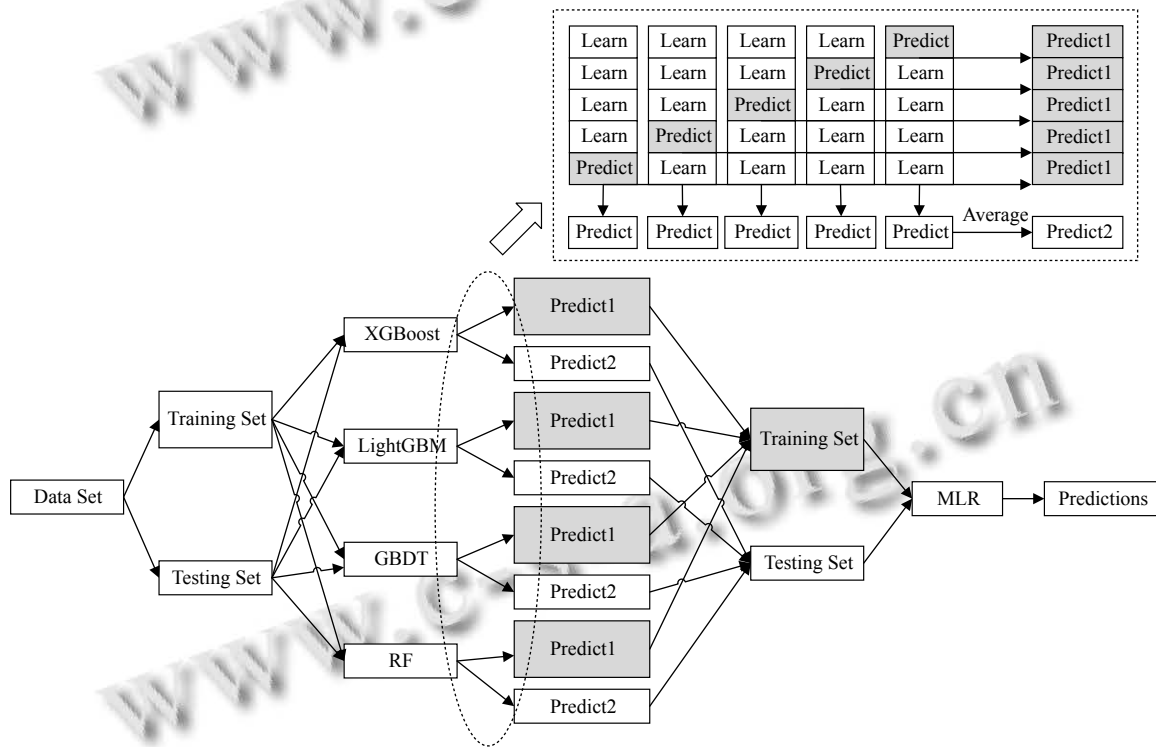 Learn Learn Learn Learn Predict Predict1
Learn Learn Learn Predict Learn Predict1
Learn Learn Predict Learn Learn Predict1
Learn Predict Learn Learn Learn Predict1
Predict Learn Learn Learn Learn Predict1
Average
Predict Predict Predict Predict Predict Predict2
Data Set
Training Set
Testing Set
XGBoost
LightGBM
GBDT
RF
Predict1
Predict2
Predict1
Predict2
Predict1
Predict2
Predict1
Predict2
Training Set
Testing Set
MLR
Predictions